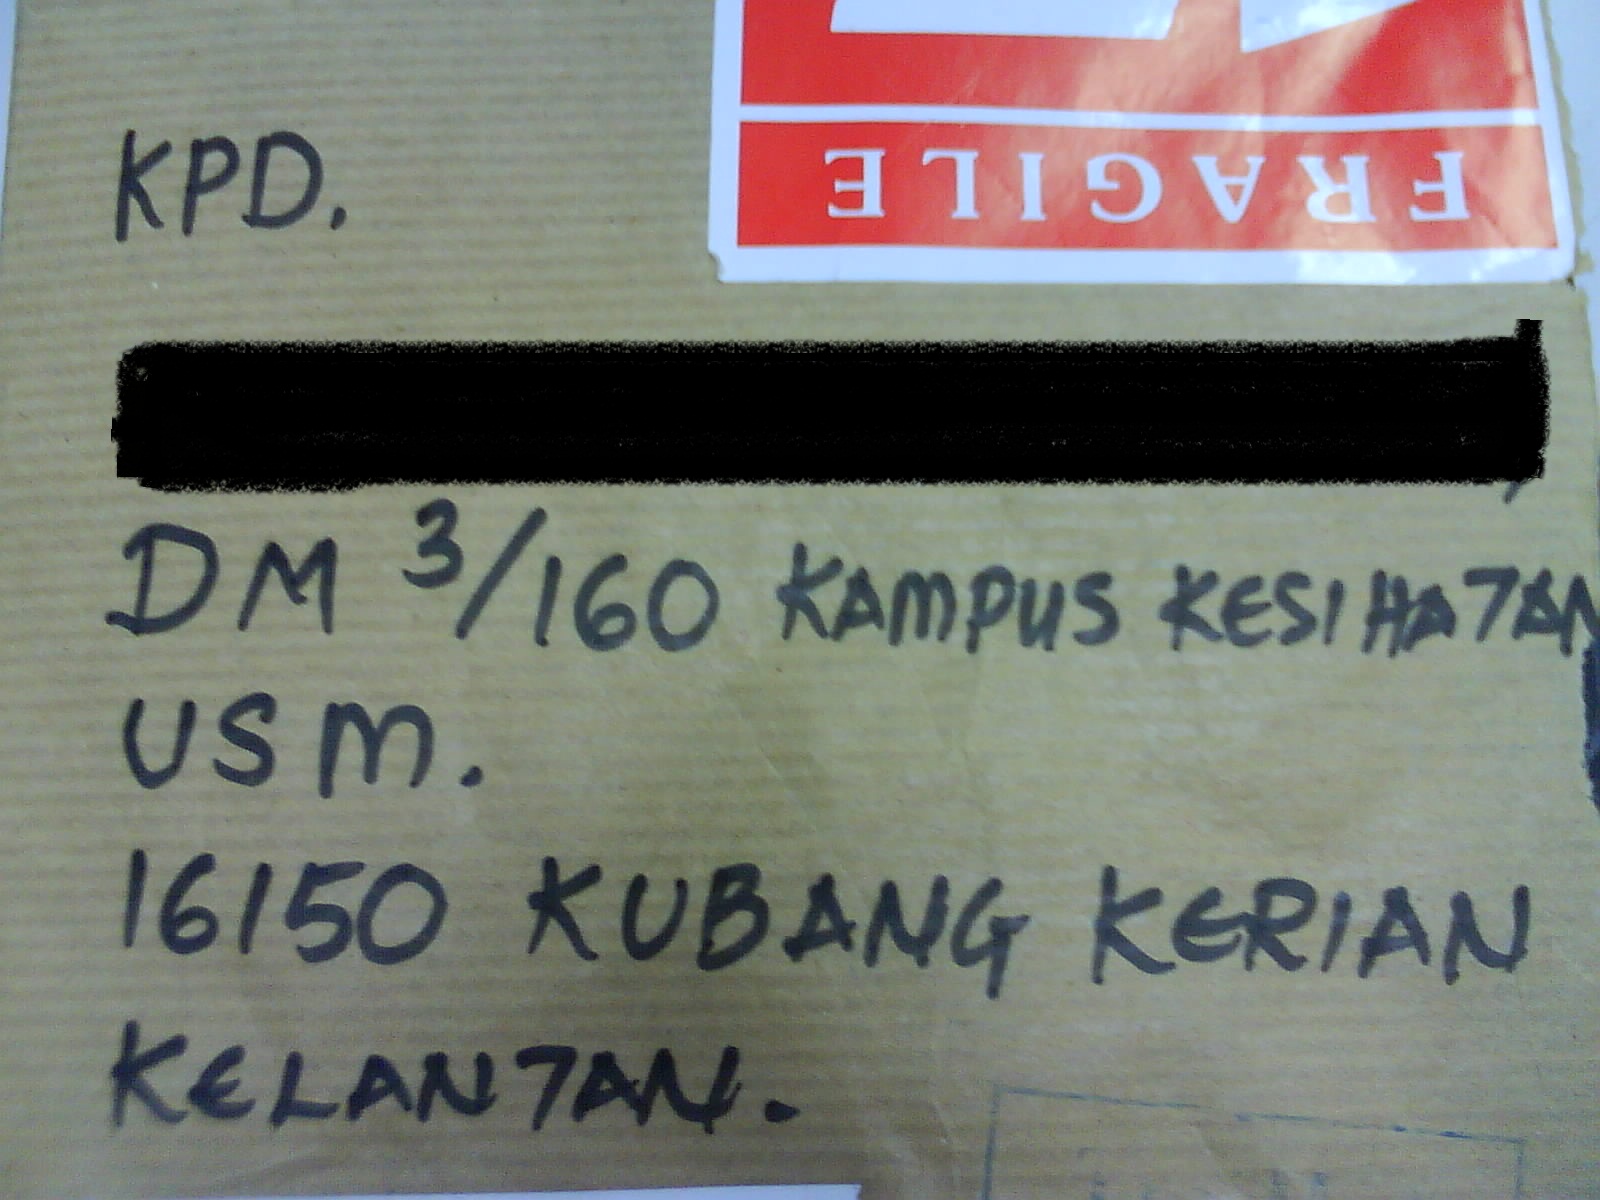 FRAGILE
KPD.
DM 3/160 KAMPUS KESIHATAN
USM.
16150 KUBANG KERIAN
KELANTAN.